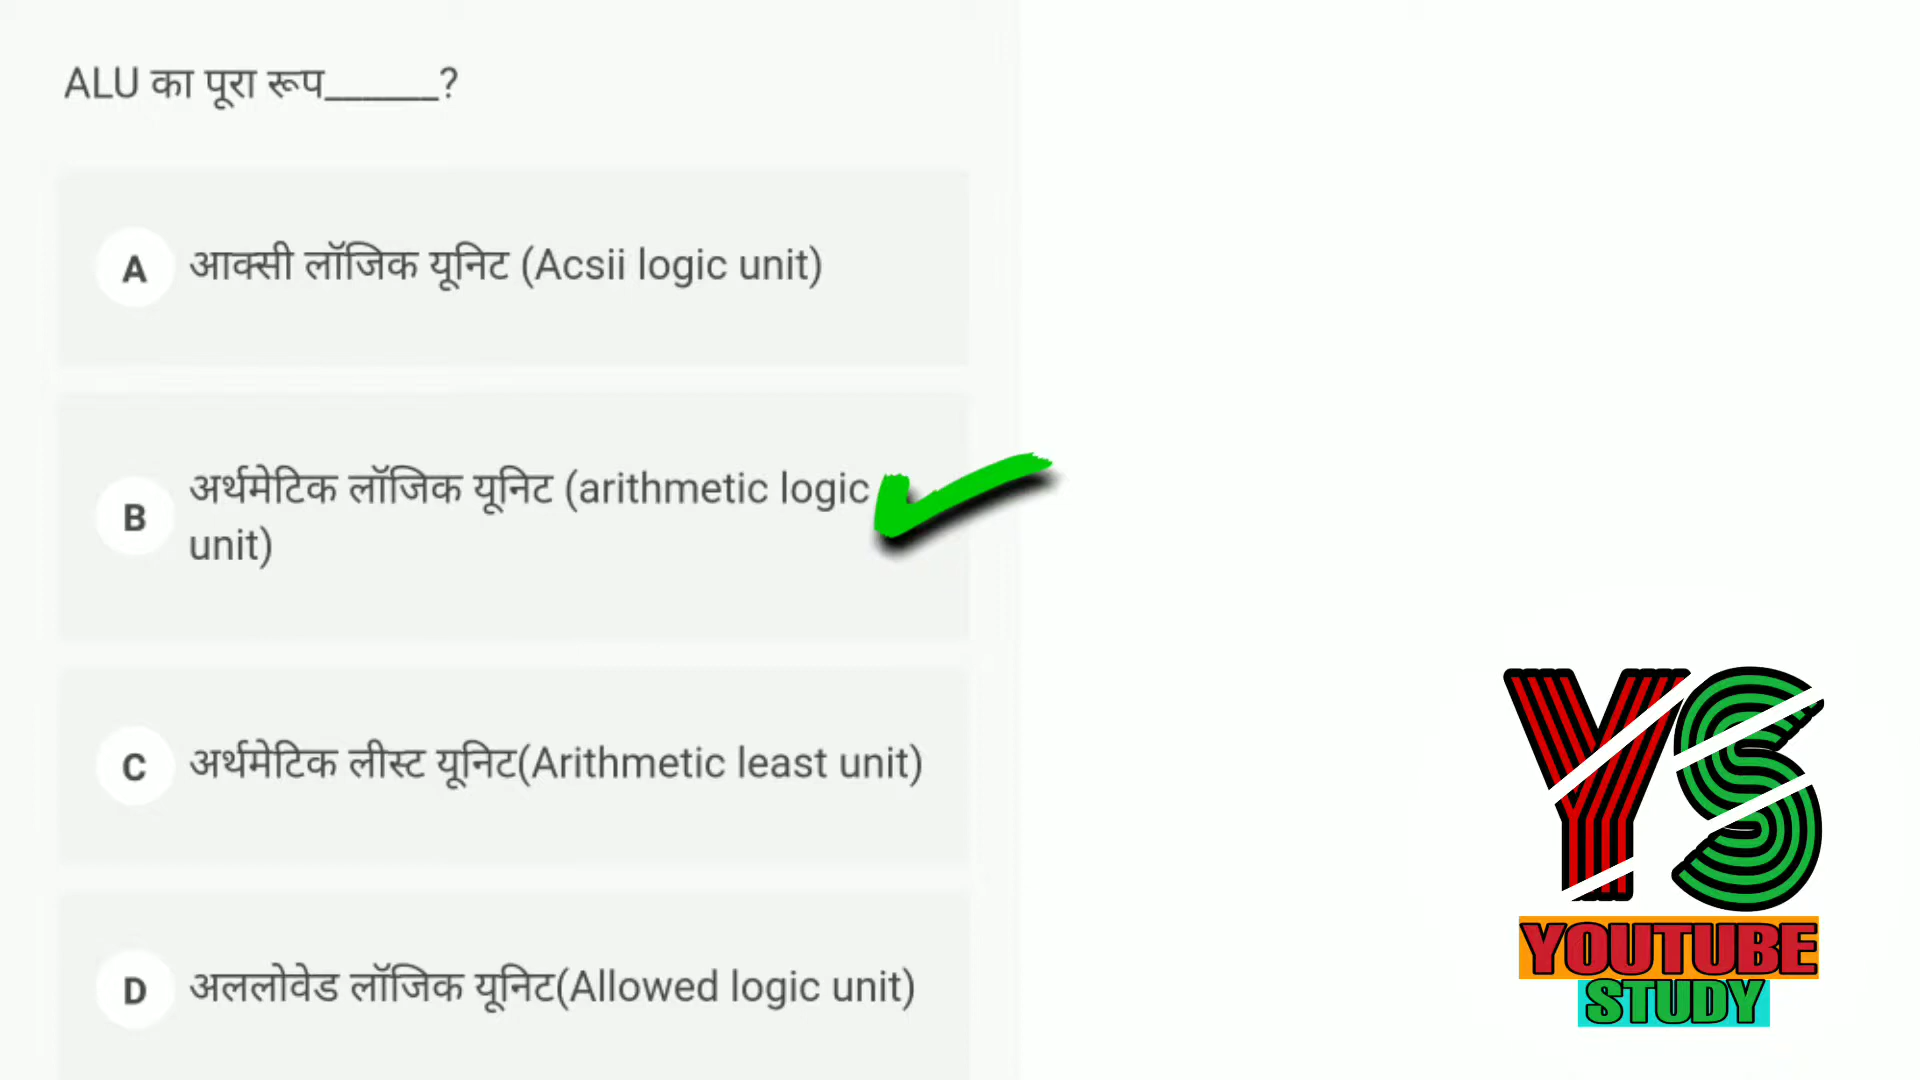 ALU का पूरा रूप______?
A आक्सी लॉजिक यूनिट (Acsii logic unit)
B अर्थमेटिक लॉजिक यूनिट (arithmetic logic
unit)
C अर्थमेटिक लीस्ट यूनिट(Arithmetic least unit)
D अललोवेड लॉजिक यूनिट(Allowed logic unit)
YS
YOUTUBE
STUDY